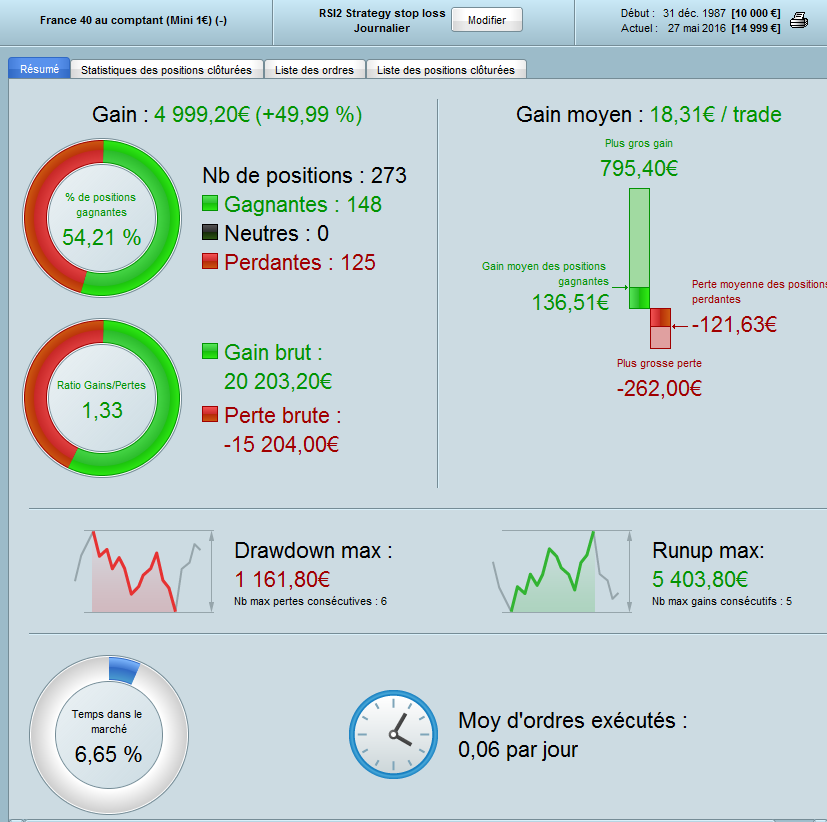 France 40 au comptant (Mini 1€) (-)
RSI2 Strategy stop loss
Journalier
Modifier
Début : 31 déc. 1987 [10 000 €]
Actuel : 27 mai 2016 [14 999 €]
Résumé
Statistiques des positions clôturées
Liste des ordres
Liste des positions clôturées
Gain : 4 999,20€ (+49,99 %)
% de positions
gagnantes
54,21 %
Nb de positions : 273
Gagnantes : 148
Neutres : 0
Perdantes : 125
Ratio Gains/Pertes
1,33
Gain brut :
20 203,20€
Perte brute :
-15 204,00€
Gain moyen : 18,31€ / trade
Plus gros gain
795,40€
Gain moyen des positions
gagnantes
136,51€
Perte moyenne des positions
perdantes
-121,63€
Plus grosse perte
-262,00€
Drawdown max :
1 161,80€
Nb max pertes consécutives : 6
Runup max:
5 403,80€
Nb max gains consécutifs : 5
Temps dans le
marché
6,65 %
Moy d'ordres exécutés :
0,06 par jour